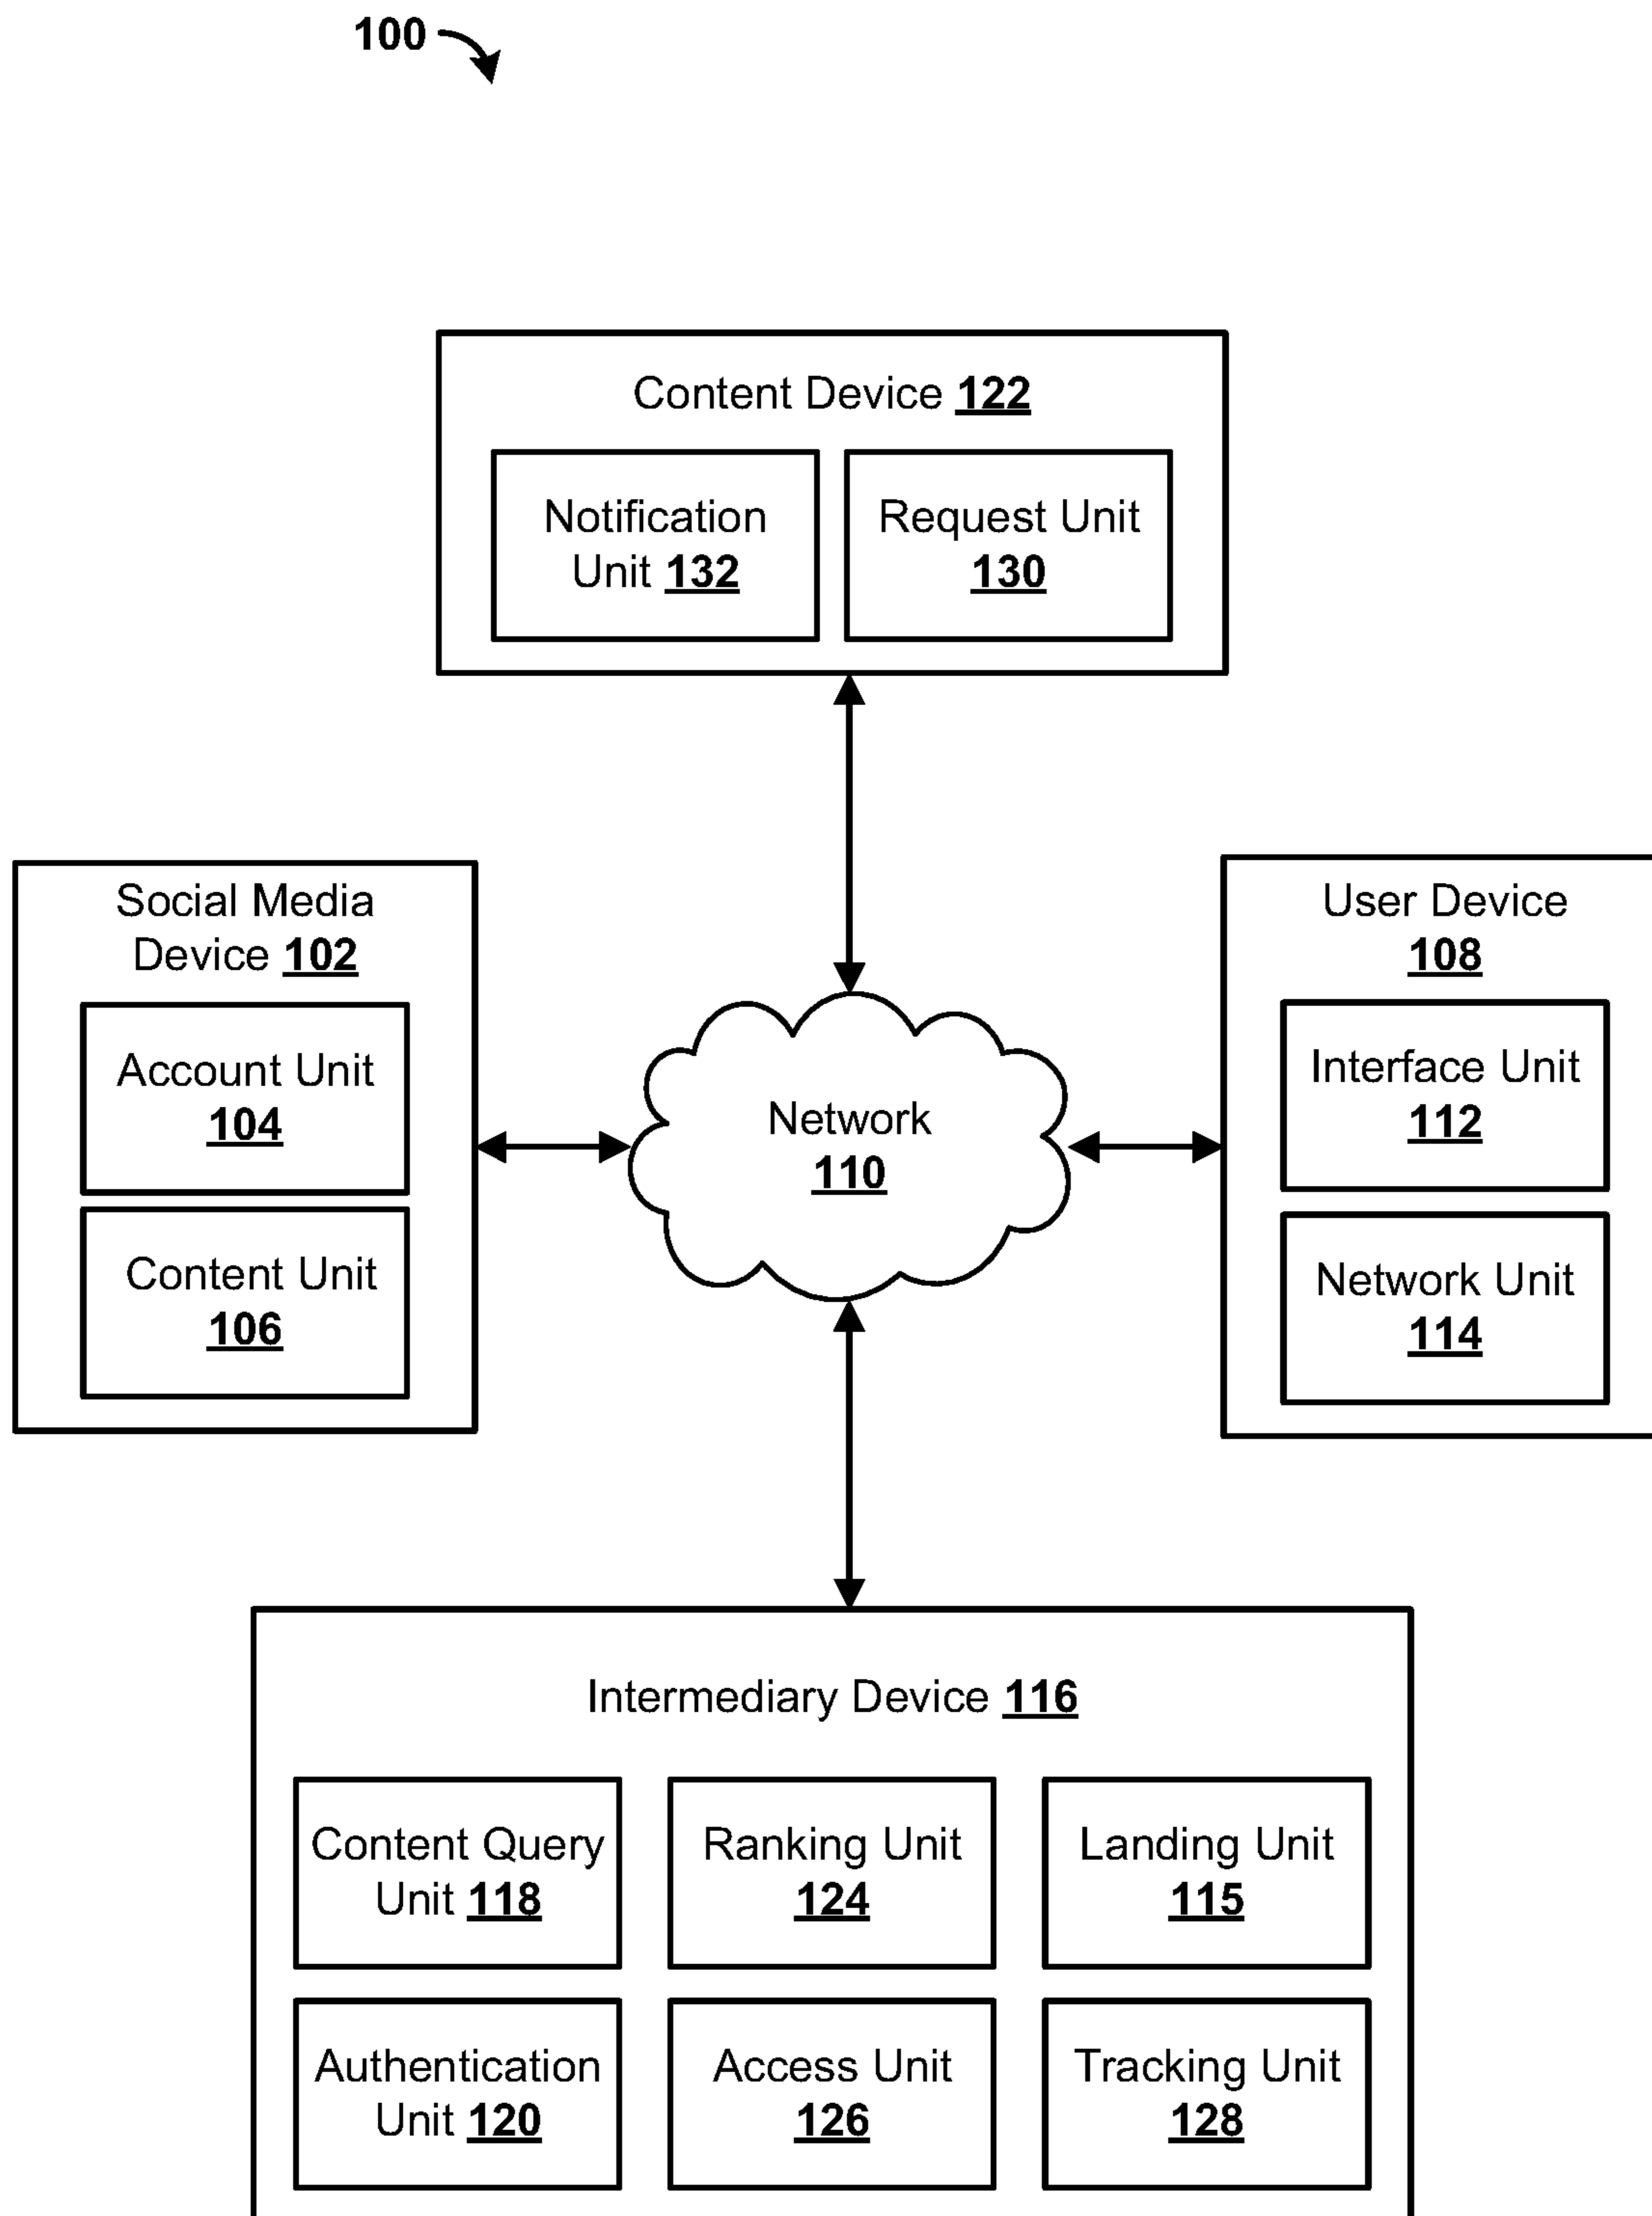 100
Content Device 122
Notification
Unit 132
Request Unit
130
Social Media
Device 102
Account Unit
104
Content Unit
106
Network
110
User Device
108
Interface Unit
112
Network Unit
114
Intermediary Device 116
Content Query
Unit 118
Ranking Unit
124
Landing Unit
115
Authentication
Unit 120
Access Unit
126
Tracking Unit
128